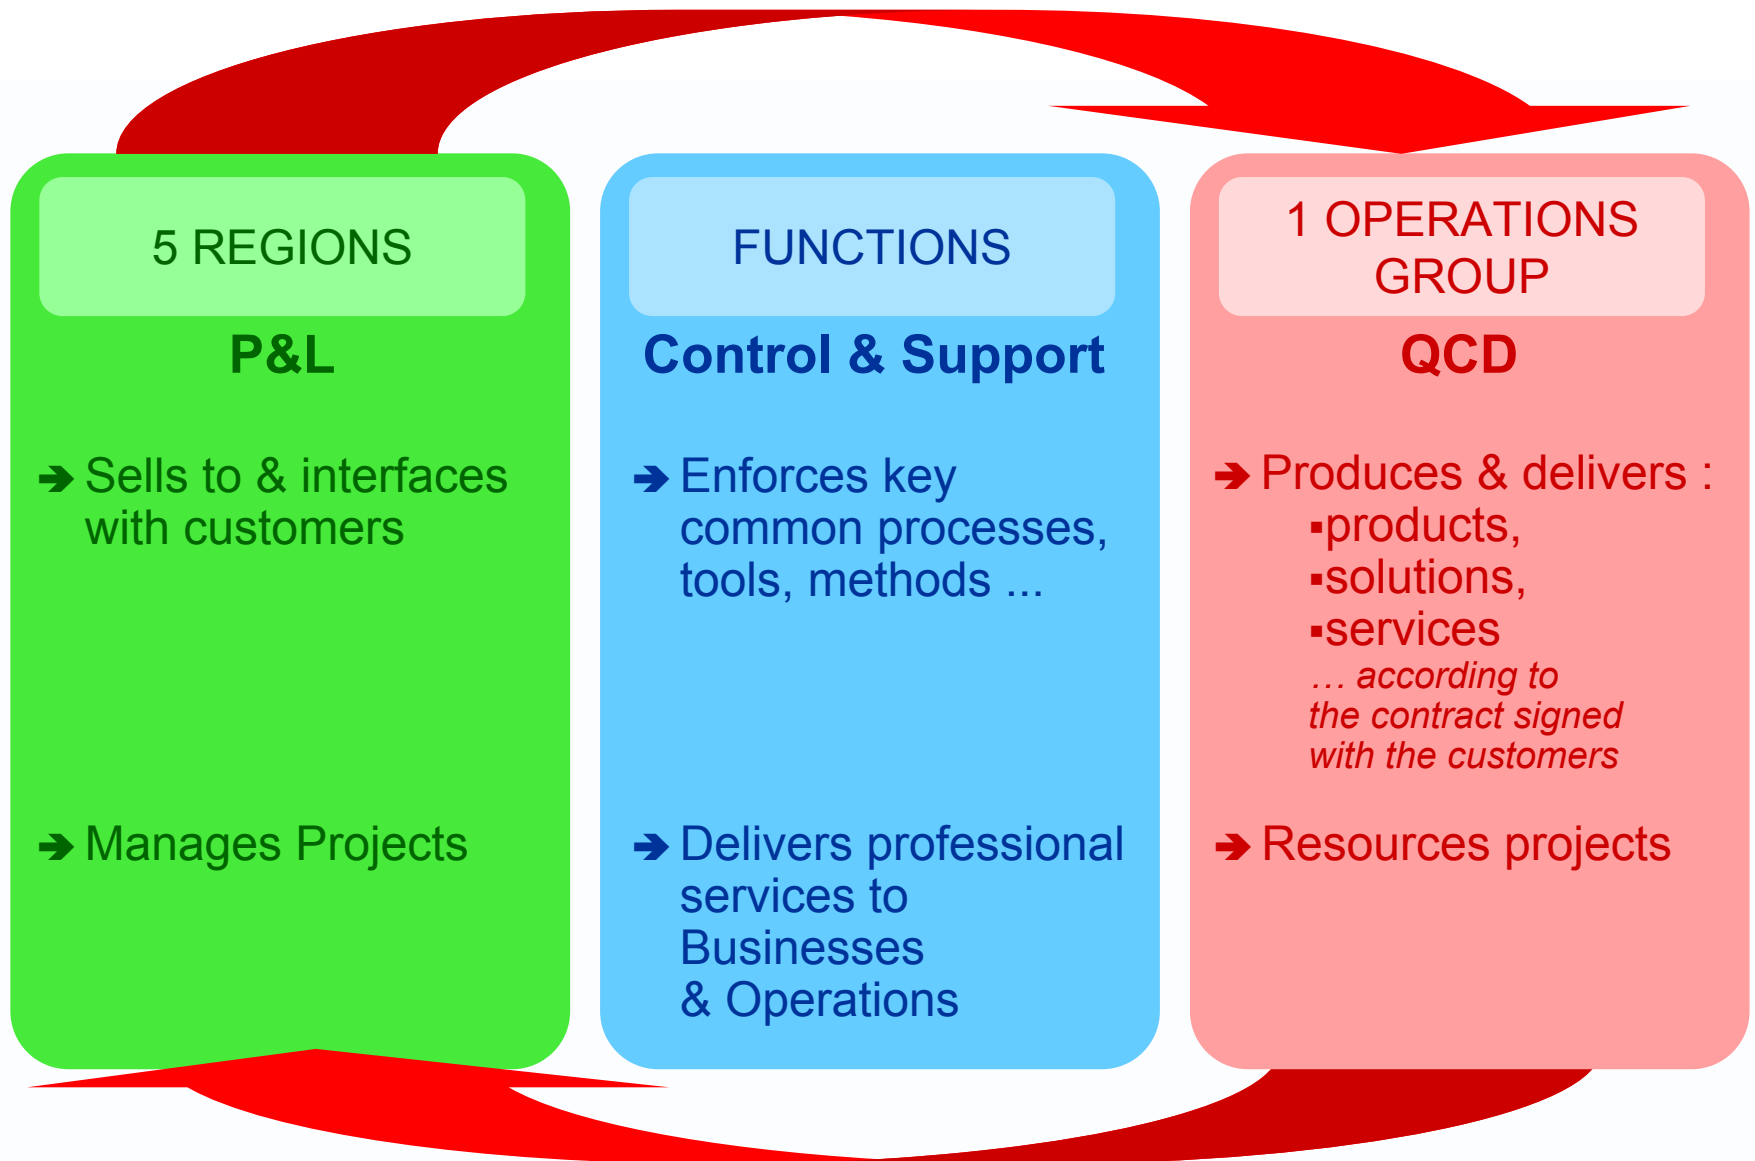 5 REGIONS
P&L
➔ Sells to & interfaces
with customers
➔ Manages Projects
FUNCTIONS
Control & Support
➔ Enforces key
common processes,
tools, methods ...
➔ Delivers professional
services to
Businesses
& Operations
1 OPERATIONS
GROUP
QCD
➔ Produces & delivers :
▪products,
▪solutions,
▪services
… according to
the contract signed
with the customers
➔ Resources projects